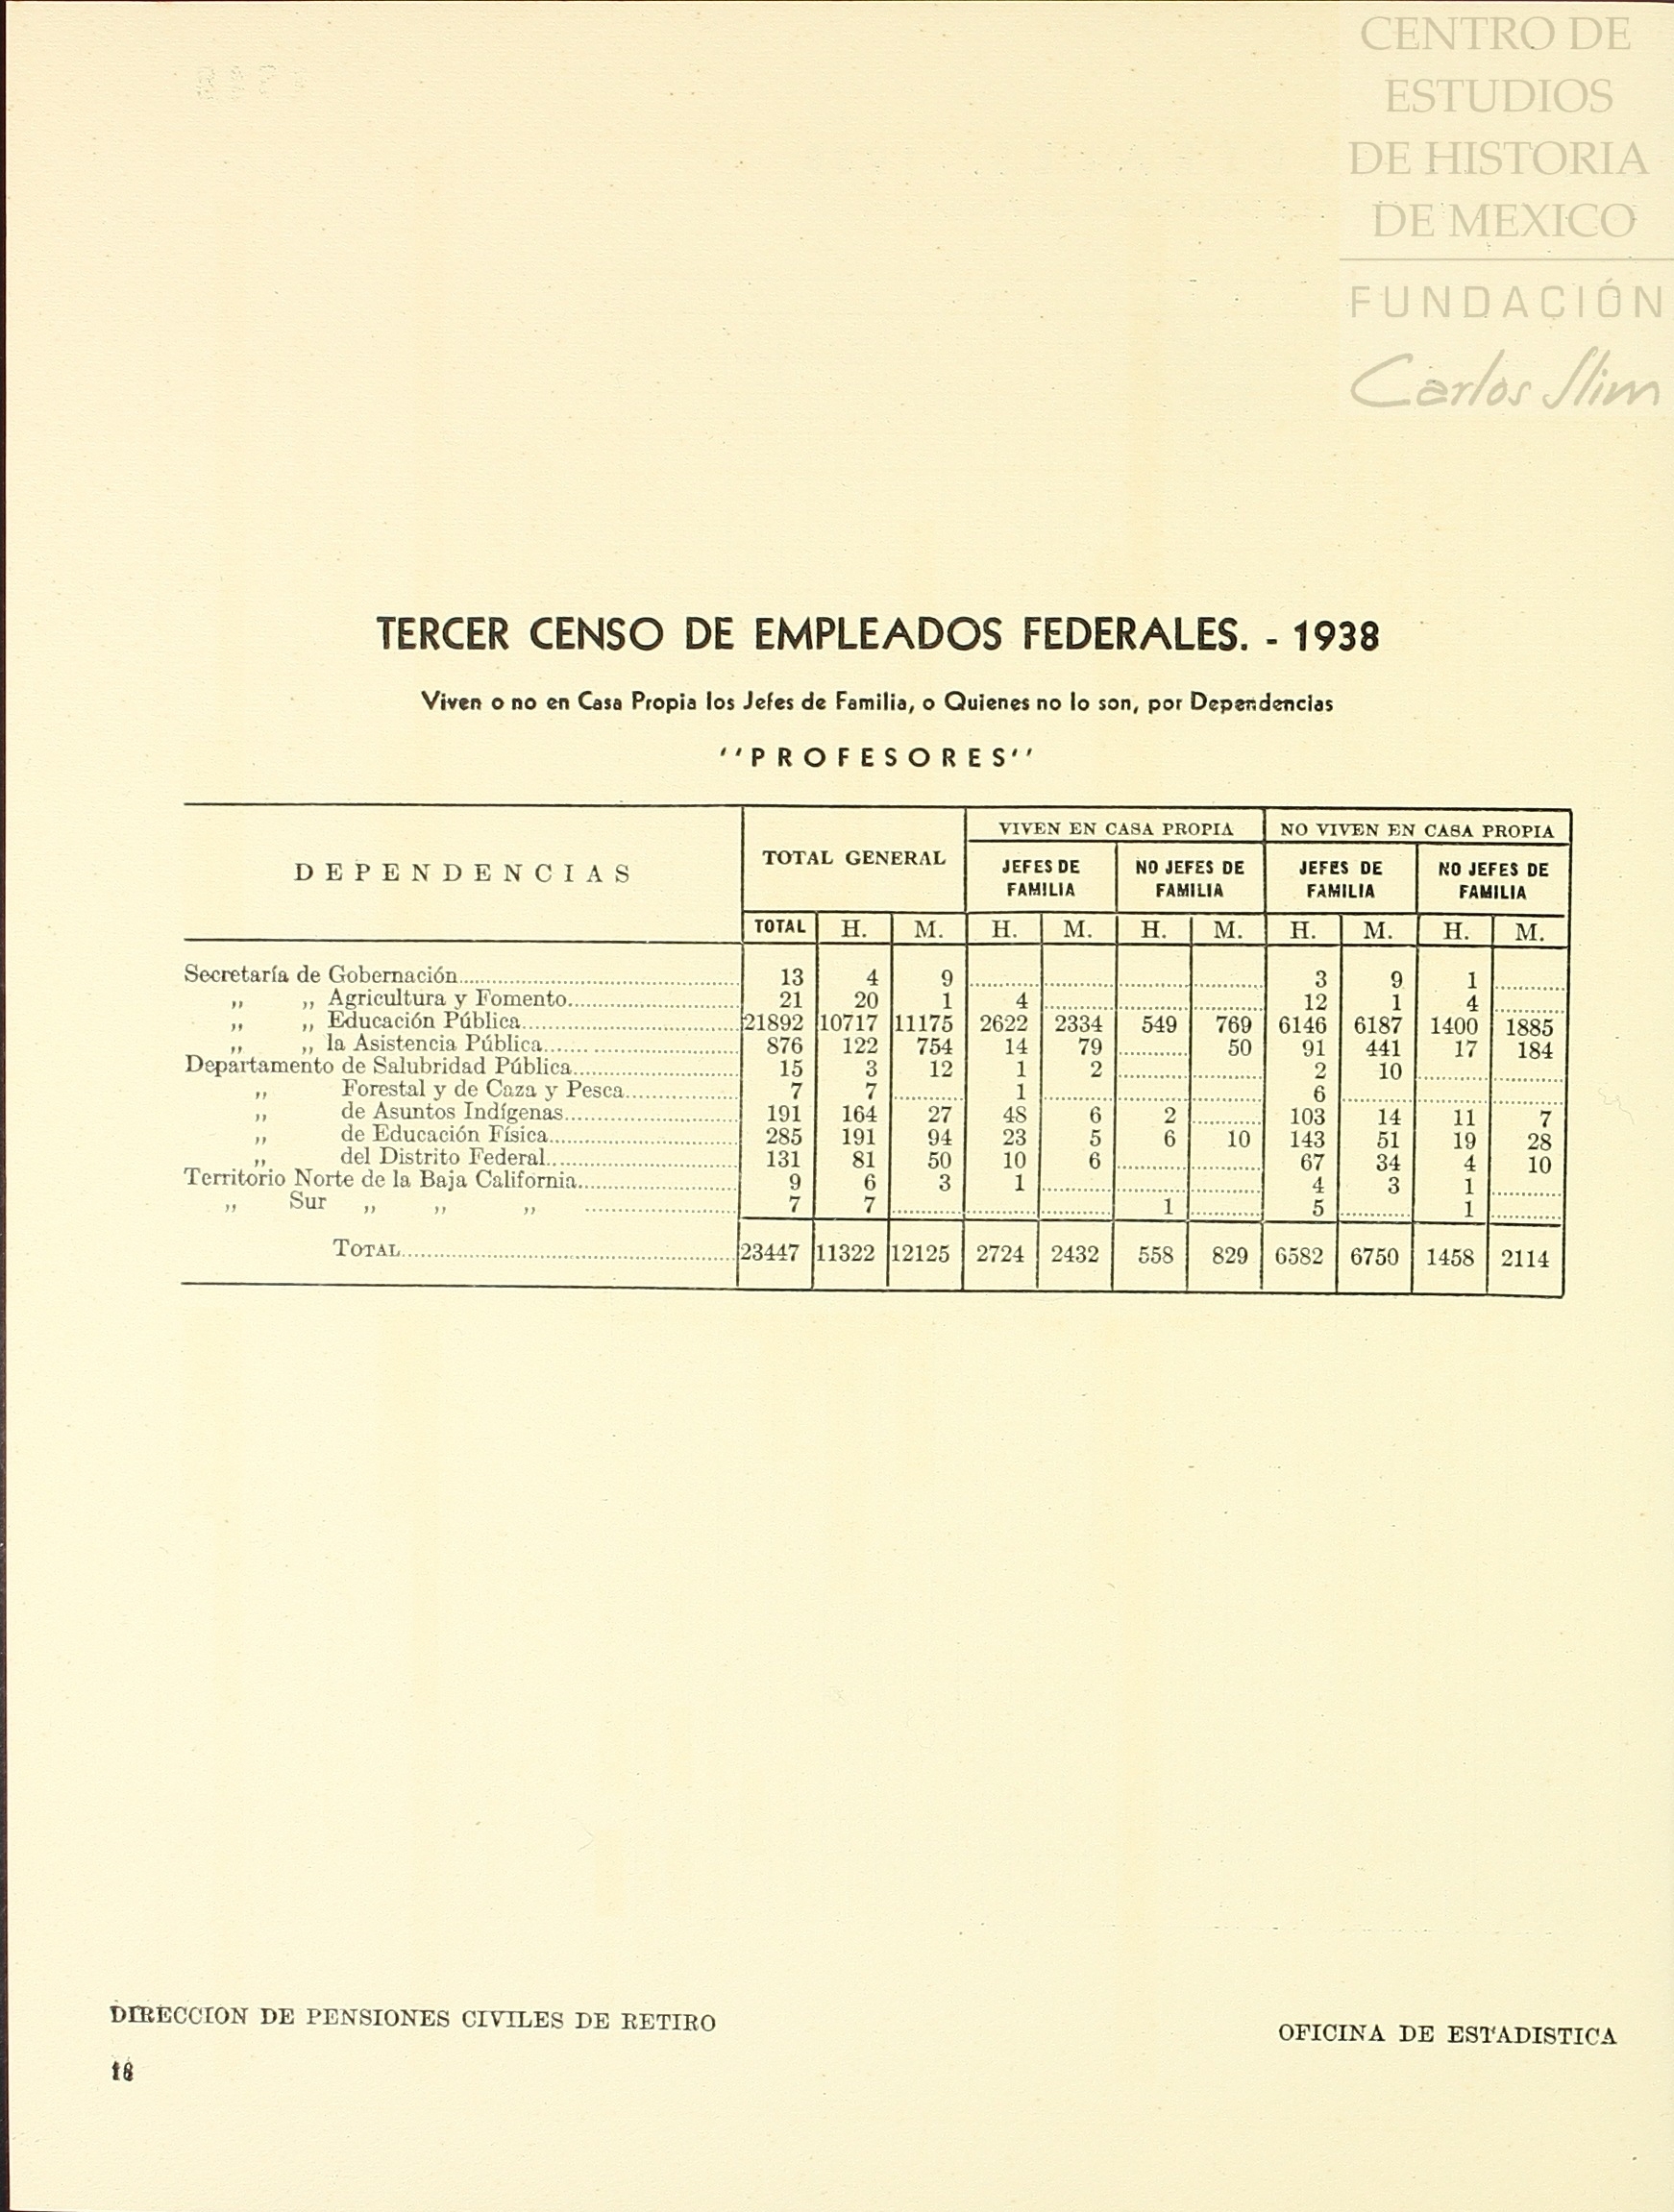 CENTRO DE
ESTUDIOS
DE HISTORIA
DE MEXICO
FUNDACIÓN
Carlos Slim
TERCER CENSO DE EMPLEADOS FEDERALES. - 1938
Viven o no en Casa Propia los Jefes de Familia, o Quienes no lo son, por Dependencias
''PROFESORES''
DEPENDENCIAS TOTAL GENERAL VIVEN EN CASA PROPIA NO VIVEN EN CASA PROPIA
JEFES DE FAMILIA NO JEFES DE FAMILIA JEFES DE FAMILIA NO JEFES DE FAMILIA
TOTAL H. M. H. M. H. M. H. M. H. M.
Secretaría de Gobernación 13 4 9 ........ ........ ........ ........ 3 9 1 ........
,, ,, Agricultura y Fomento 21 20 1 4 ........ ........ ........ 12 1 4 ........
,, ,, Educación Pública 21892 10717 11175 2622 2334 549 769 6146 6187 1400 1885
,, ,, la Asistencia Pública 876 122 754 14 79 ........ 50 91 441 17 184
Departamento de Salubridad Pública 15 3 12 1 2 ........ ........ 2 10 ........ ........
,, Forestal y de Caza y Pesca 7 7 ........ 1 ........ ........ ........ 6 ........ ........ ........
,, de Asuntos Indígenas 191 164 27 48 6 2 ........ 103 14 11 7
,, de Educación Física 285 191 94 23 5 6 10 143 51 19 28
,, del Distrito Federal 131 81 50 10 6 ........ ........ 67 34 4 10
Territorio Norte de la Baja California 9 6 3 1 ........ ........ ........ 4 3 1 ........
,, Sur ,, ,, ,, 7 7 ........ ........ ........ 1 ........ 5 ........ 1 ........
TOTAL 23447 11322 12125 2724 2432 558 829 6582 6750 1458 2114
DIRECCION DE PENSIONES CIVILES DE RETIRO
OFICINA DE ESTADISTICA